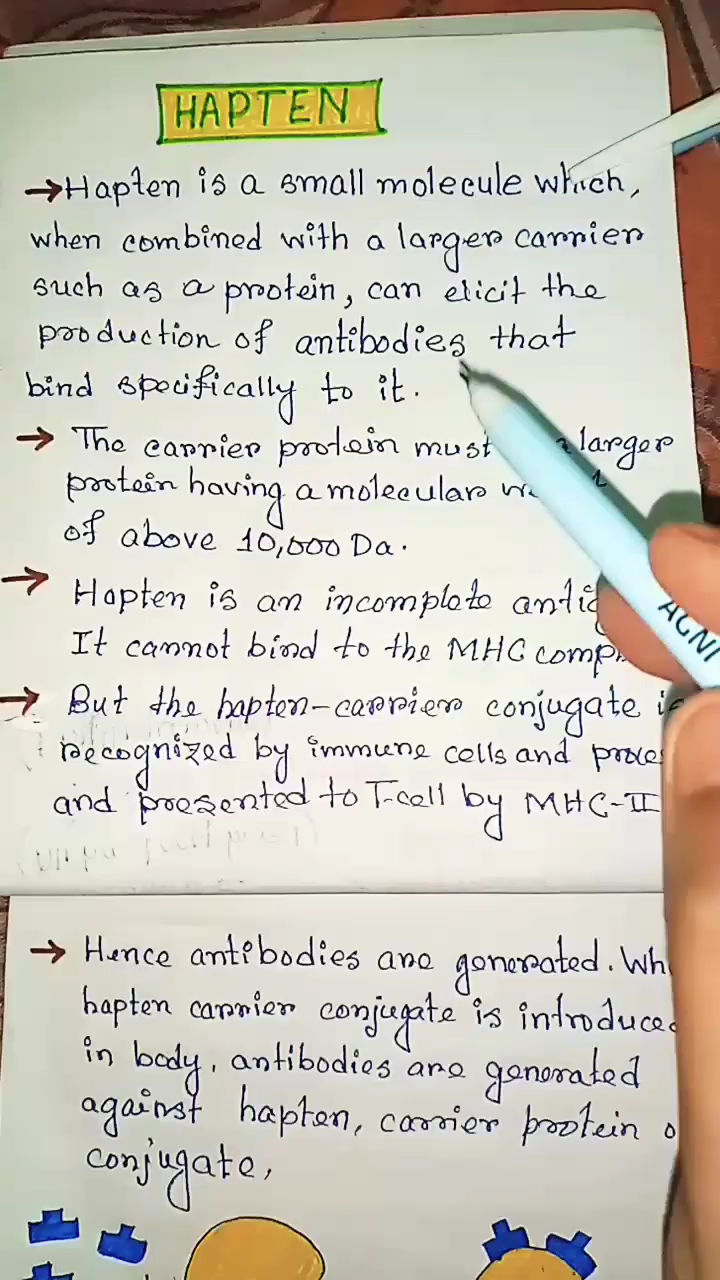 HAPTEN
→Hapten is a small molecule which,
when combined with a larger carrier
such as a protein, can elicit the
production of antibodies that
bind specifically to it.
→ The carrier protein must larger
protein having a molecular
of above 10,000 Da.
→ Hapten is an incomplete
It cannot bind to the MHC
→ But the hapten-carrier conjugate
recognized by immune cells and
and presented to T-cell by MHC-II
→ Hence antibodies are generated.
hapten carrier conjugate is
in body, antibodies are generated
against hapten, carrier protein
conjugate,